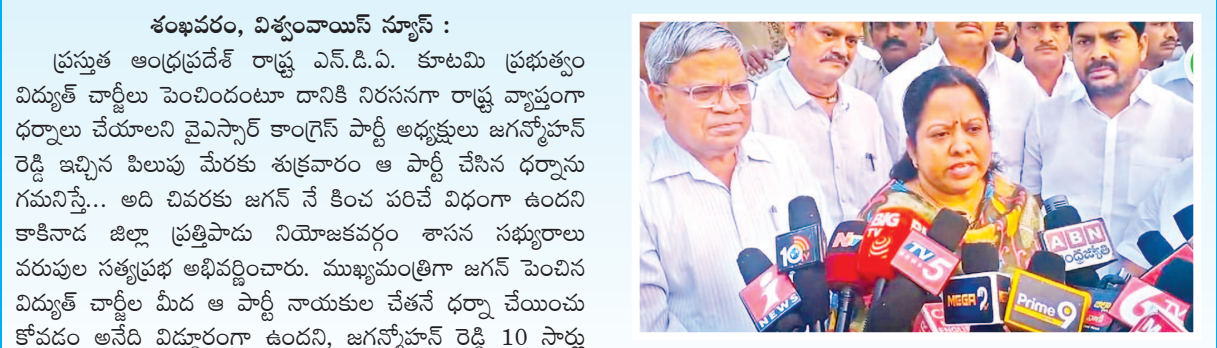 శంఖవరం, విశ్వంవాయిస్ న్యూస్ :
ప్రస్తుత ఆంధ్రప్రదేశ్ రాష్ట్ర ఎన్.డి.ఏ. కూటమి ప్రభుత్వం
విద్యుత్ చార్జీలు పెంచిందంటూ దానికి నిరసనగా రాష్ట్ర వ్యాప్తంగా
ధర్నాలు చేయాలని వైఎస్సార్ కాంగ్రెస్ పార్టీ అధ్యక్షులు జగన్మోహన్
రెడ్డి ఇచ్చిన పిలుపు మేరకు శుక్రవారం ఆ పార్టీ చేసిన ధర్నాను
గమనిస్తే... అది చివరకు జగన్ నే కించ పరిచే విధంగా ఉందని
కాకినాడ జిల్లా ప్రత్తిపాడు నియోజకవర్గం శాసన సభ్యురాలు
వరుపుల సత్యప్రభ అభివర్ణించారు. ముఖ్యమంత్రిగా జగన్ పెంచిన
విద్యుత్ చార్జీల మీద ఆ పార్టీ నాయకుల చేతనే ధర్నా చేయించు
కోవడం అనేది విడ్డూరంగా ఉందని, జగన్మోహన్ రెడ్డి 10 సార్లు
NEWS
10TV
BIG
TV
TV5
news
MEGA9
Prime9
ABN
ఆంధ్రజ్యోతి